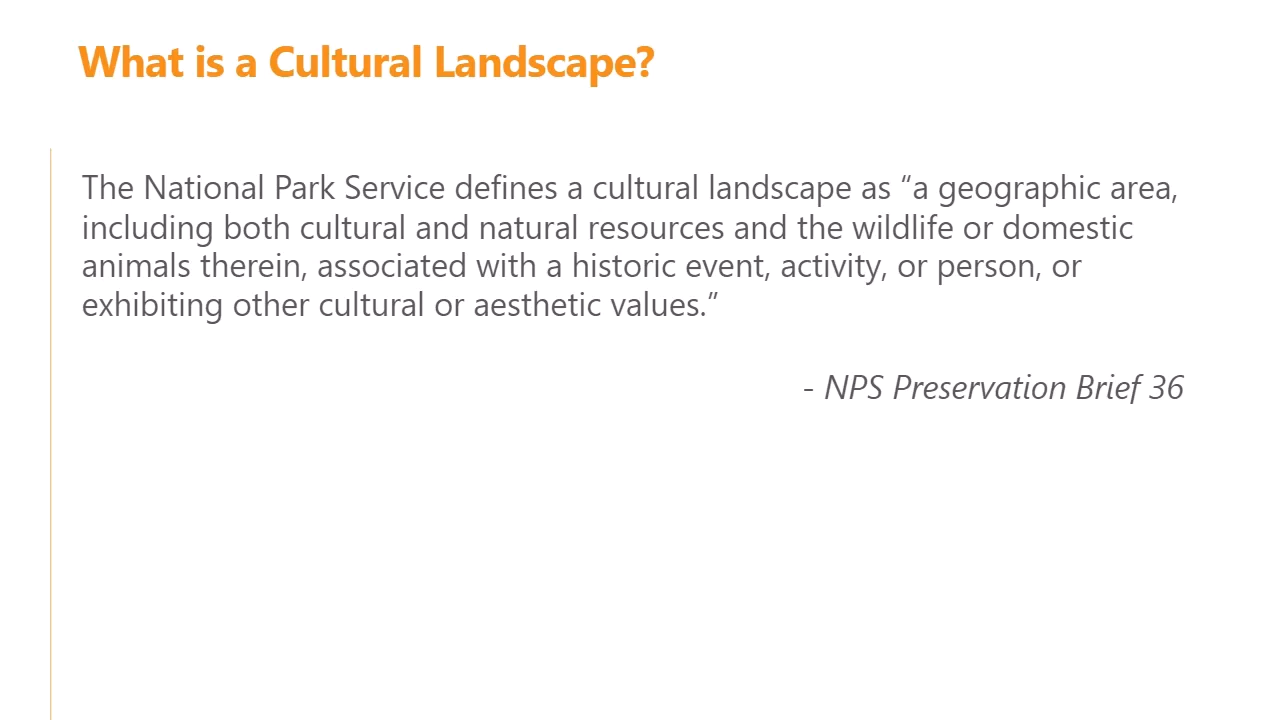 What is a Cultural Landscape?
The National Park Service defines a cultural landscape as “a geographic area,
including both cultural and natural resources and the wildlife or domestic
animals therein, associated with a historic event, activity, or person, or
exhibiting other cultural or aesthetic values.”
- NPS Preservation Brief 36